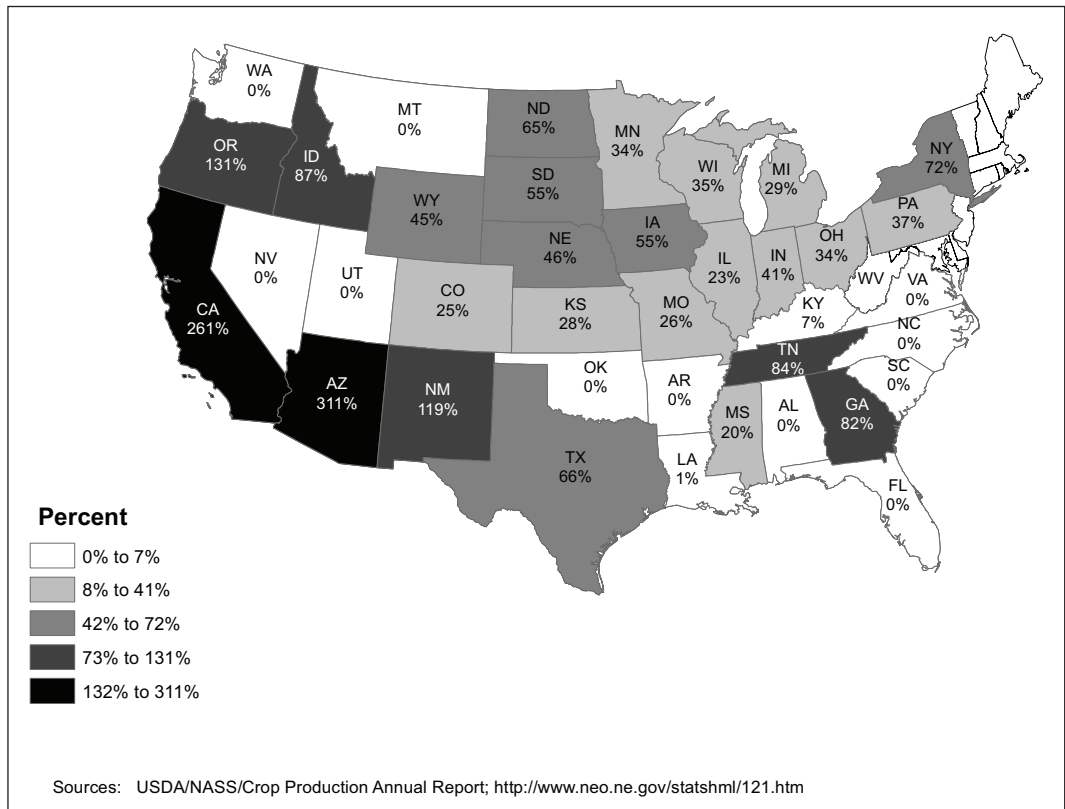 WA
0%
MT
0%
ND
65%
MN
34%
OR
131%
ID
87%
SD
55%
WI
35%
MI
29%
NY
72%
WY
45%
PA
37%
IA
55%
NE
46%
OH
34%
NV
0%
UT
0%
IL
23%
IN
41%
WV
VA
0%
CO
25%
KS
28%
MO
26%
KY
7%
CA
261%
NC
0%
TN
84%
OK
0%
AR
0%
SC
0%
AZ
311%
NM
119%
MS
20%
AL
0%
GA
82%
TX
66%
LA
1%
FL
0%
Percent
0% to 7%
8% to 41%
42% to 72%
73% to 131%
132% to 311%
Sources: USDA/NASS/Crop Production Annual Report; http://www.neo.ne.gov/statshml/121.htm